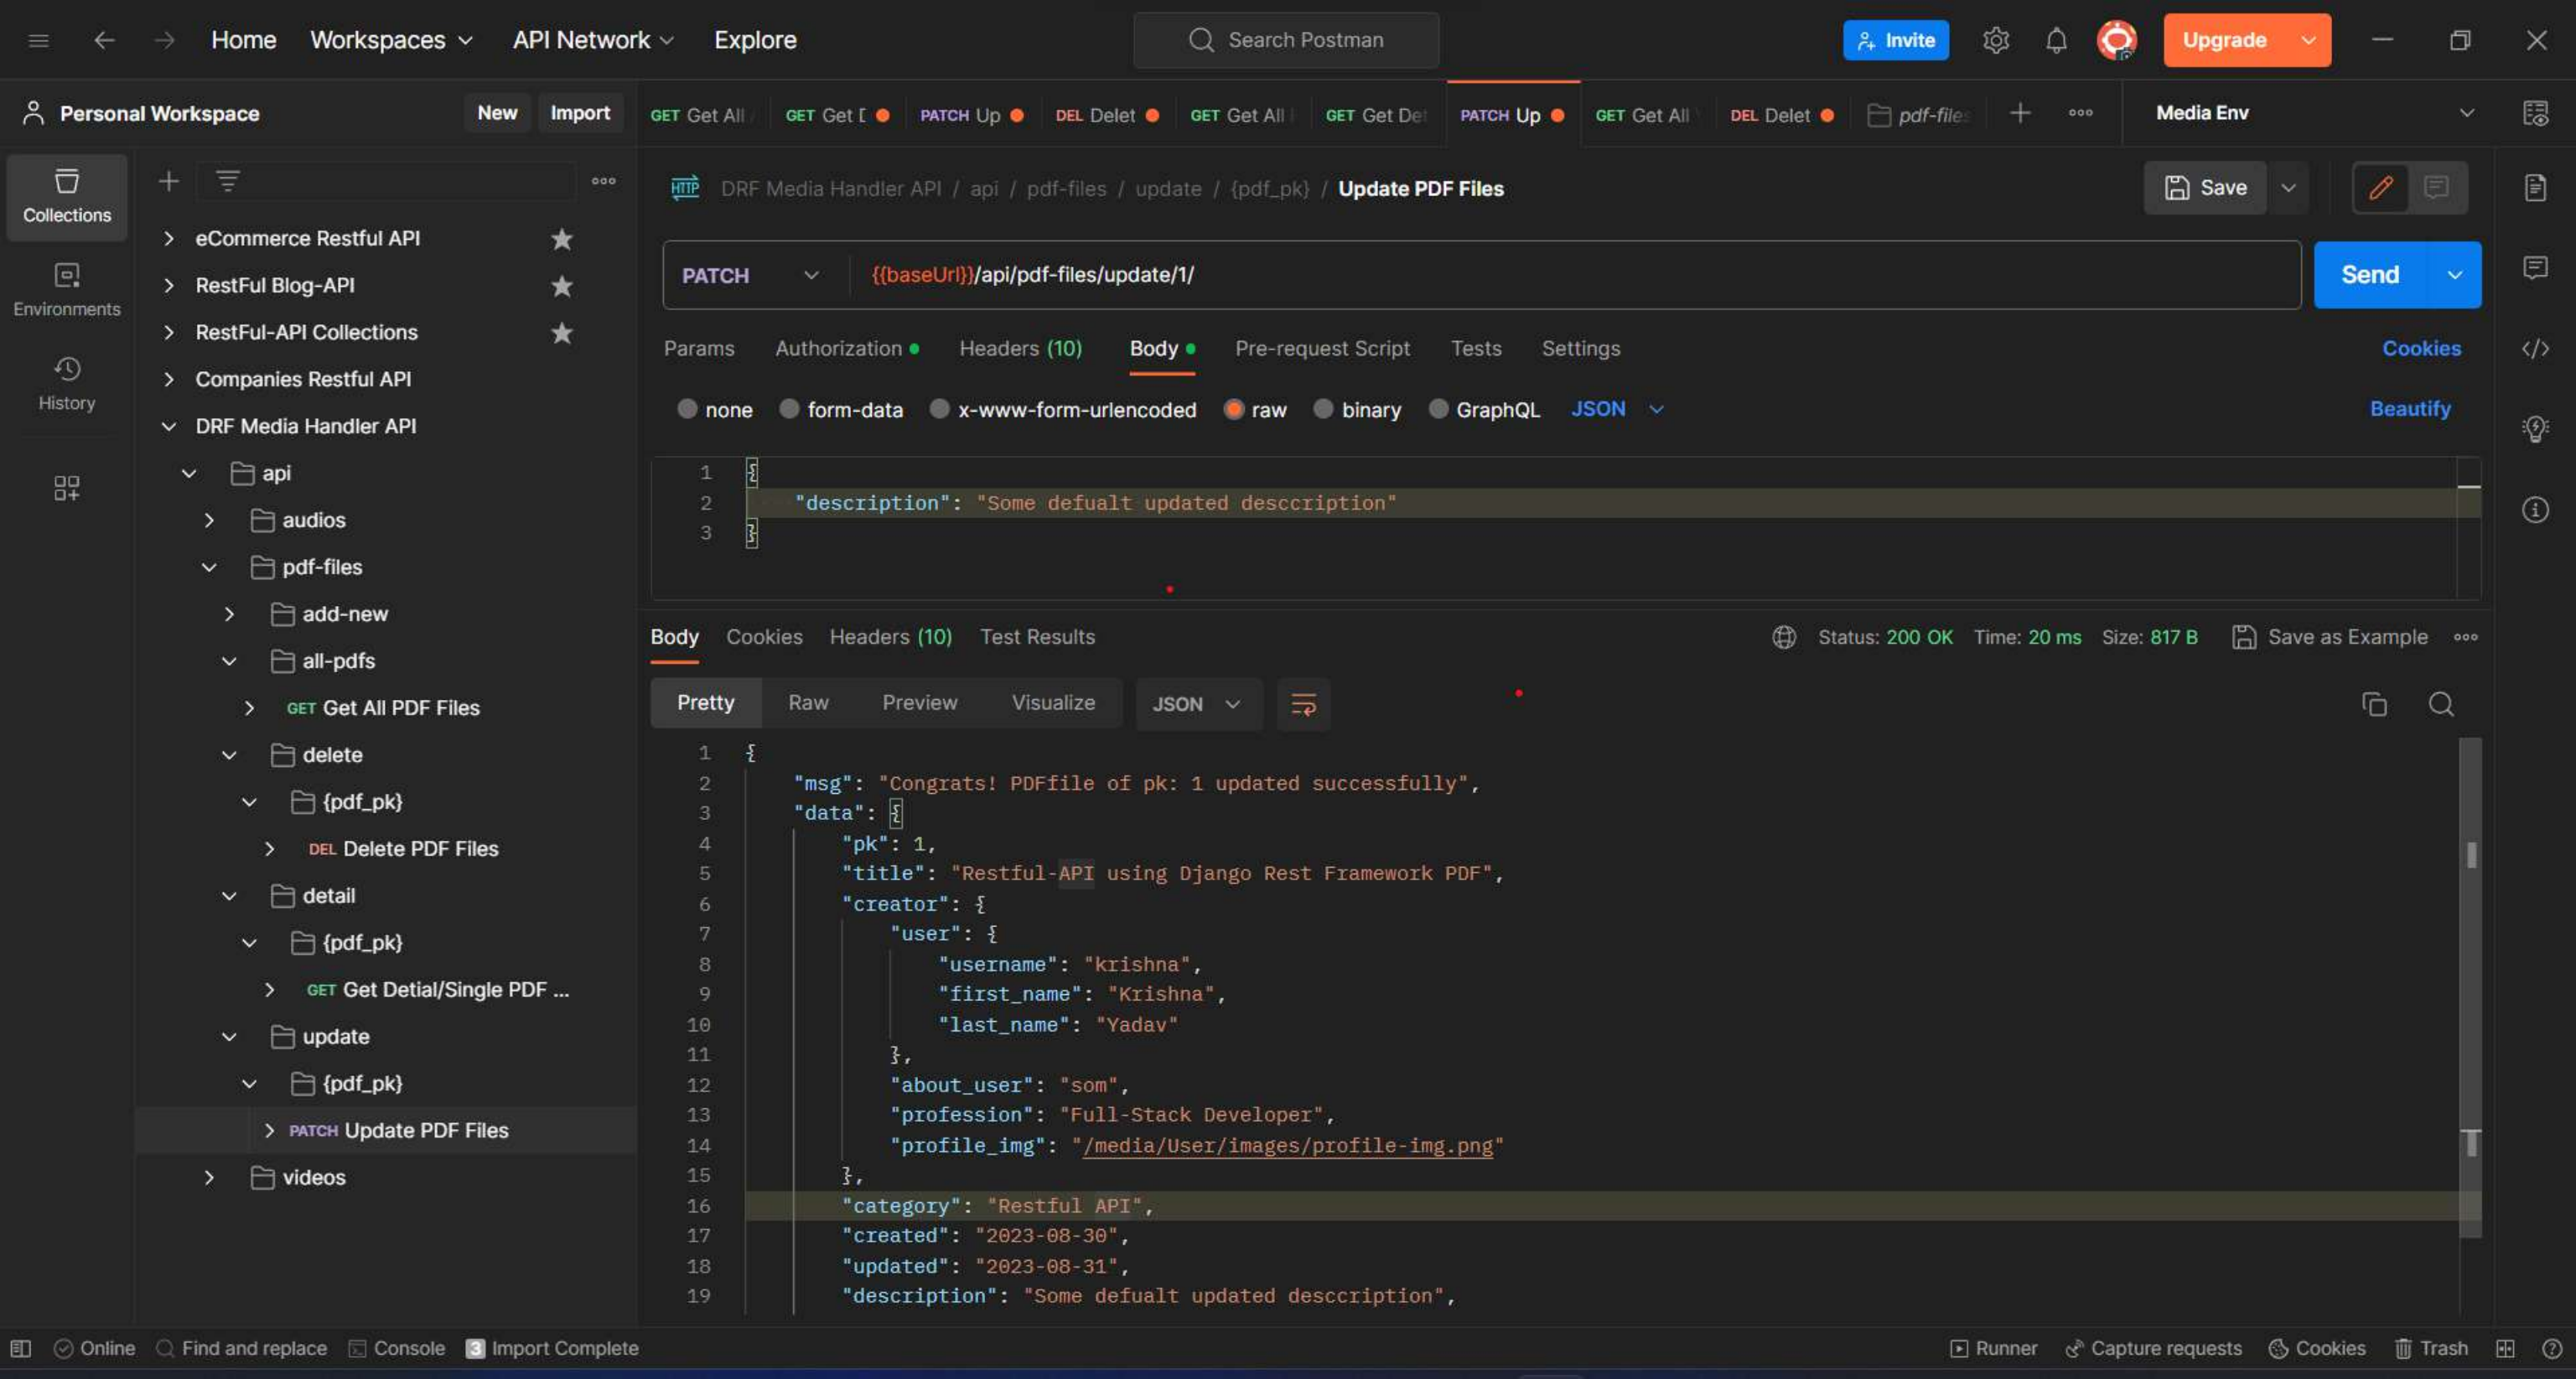 Home Workspaces API Network Explore Search Postman Invite Upgrade
Personal Workspace New Import GET Get All GET Get PATCH Up DEL Delet GET Get All GET Get De PATCH Up GET Get All DEL Delet pdf-files Media Env
Collections
Environments
History
eCommerce Restful API
RestFul Blog-API
RestFul-API Collections
Companies Restful API
DRF Media Handler API
api
audios
pdf-files
add-new
all-pdfs
GET Get All PDF Files
delete
{pdf_pk}
DEL Delete PDF Files
detail
{pdf_pk}
GET Get Detial/Single PDF ...
update
{pdf_pk}
PATCH Update PDF Files
videos
HTTP DRF Media Handler API / api / pdf-files / update / {pdf_pk} / Update PDF Files Save
PATCH {{baseUrl}}/api/pdf-files/update/1/ Send
Params Authorization Headers (10) Body Pre-request Script Tests Settings Cookies
none form-data x-www-form-urlencoded raw binary GraphQL JSON Beautify
1 {
2 "description": "Some defualt updated desccription"
3 }
Body Cookies Headers (10) Test Results Status: 200 OK Time: 20 ms Size: 817 B Save as Example
Pretty Raw Preview Visualize JSON
1 {
2 "msg": "Congrats! PDFfile of pk: 1 updated successfully",
3 "data": {
4 "pk": 1,
5 "title": "Restful-API using Django Rest Framework PDF",
6 "creator": {
7 "user": {
8 "username": "krishna",
9 "first_name": "Krishna",
10 "last_name": "Yadav"
11 },
12 "about_user": "som",
13 "profession": "Full-Stack Developer",
14 "profile_img": "/media/User/images/profile-img.png"
15 },
16 "category": "Restful API",
17 "created": "2023-08-30",
18 "updated": "2023-08-31",
19 "description": "Some defualt updated desccription",
Online Find and replace Console 3 Import Complete Runner Capture requests Cookies Trash